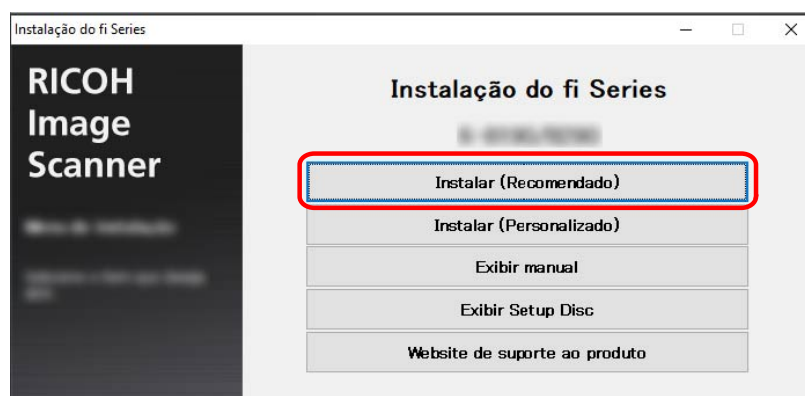 Instalação do fi Series
RICOH
Image
Scanner
Instalação do fi Series
Instalar (Recomendado)
Instalar (Personalizado)
Exibir manual
Exibir Setup Disc
Website de suporte ao produto